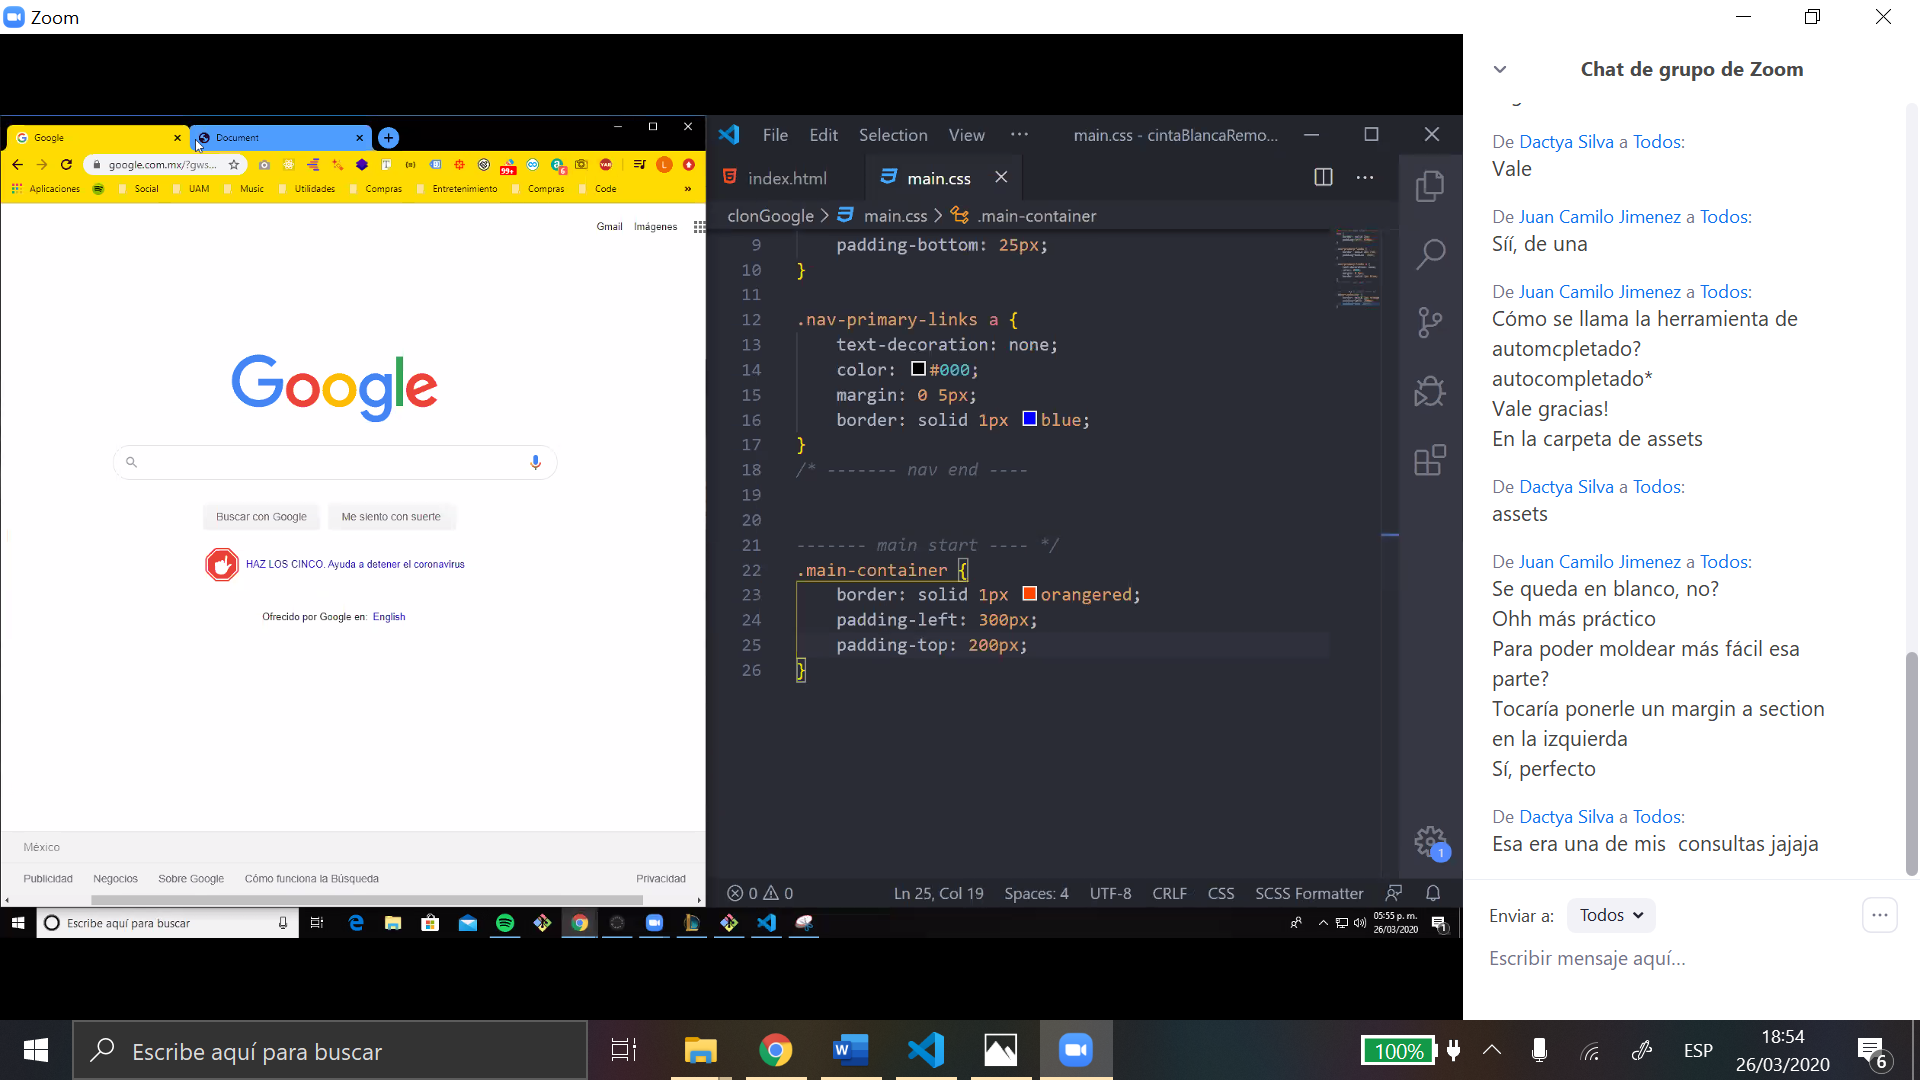 Zoom
Google
Document
google.com.mx/?gws...
99+
Aplicaciones
Social
UAM
Music
Utilidades
Compras
Entretenimiento
Compras
Code
»
Gmail
Imágenes
Google
Buscar con Google
Me siento con suerte
HAZ LOS CINCO. Ayuda a detener el coronavirus
Ofrecido por Google en: English
México
Publicidad
Negocios
Sobre Google
Cómo funciona la Búsqueda
Privacidad
Escribe aquí para buscar
05:55 p. m.
26/03/2020
File Edit Selection View ···
main.css - cintaBlancaRemo...
index.html
main.css
clonGoogle > main.css > .main-container
9 padding-bottom: 25px;
10 }
11
12 .nav-primary-links a {
13 text-decoration: none;
14 color: #000;
15 margin: 0 5px;
16 border: solid 1px blue;
17 }
18 /* ------- nav end ----
19
20
21 ------- main start ---- */
22 .main-container {
23 border: solid 1px orangered;
24 padding-left: 300px;
25 padding-top: 200px;
26 }
1
0 0
Ln 25, Col 19
Spaces: 4
UTF-8
CRLF
CSS
SCSS Formatter
Chat de grupo de Zoom
De Dactya Silva a Todos:
Vale
De Juan Camilo Jimenez a Todos:
Síí, de una
De Juan Camilo Jimenez a Todos:
Cómo se llama la herramienta de
automcpletado?
autocompletado*
Vale gracias!
En la carpeta de assets
De Dactya Silva a Todos:
assets
De Juan Camilo Jimenez a Todos:
Se queda en blanco, no?
Ohh más práctico
Para poder moldear más fácil esa
parte?
Tocaría ponerle un margin a section
en la izquierda
Sí, perfecto
De Dactya Silva a Todos:
Esa era una de mis consultas jajaja
Enviar a: Todos
Escribir mensaje aquí...
Escribe aquí para buscar
100%
ESP
18:54
26/03/2020
6